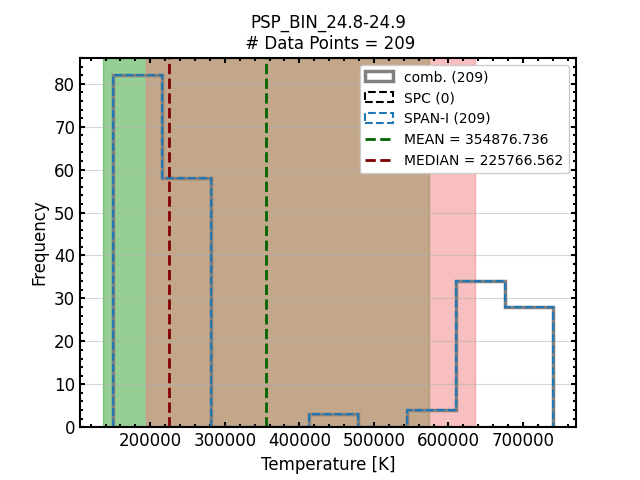 PSP_BIN_24.8-24.9
# Data Points = 209
Frequency
80
70
60
50
40
30
20
10
0
comb. (209)
SPC (0)
SPAN-I (209)
MEAN = 354876.736
MEDIAN = 225766.562
200000 300000 400000 500000 600000 700000
Temperature [K]